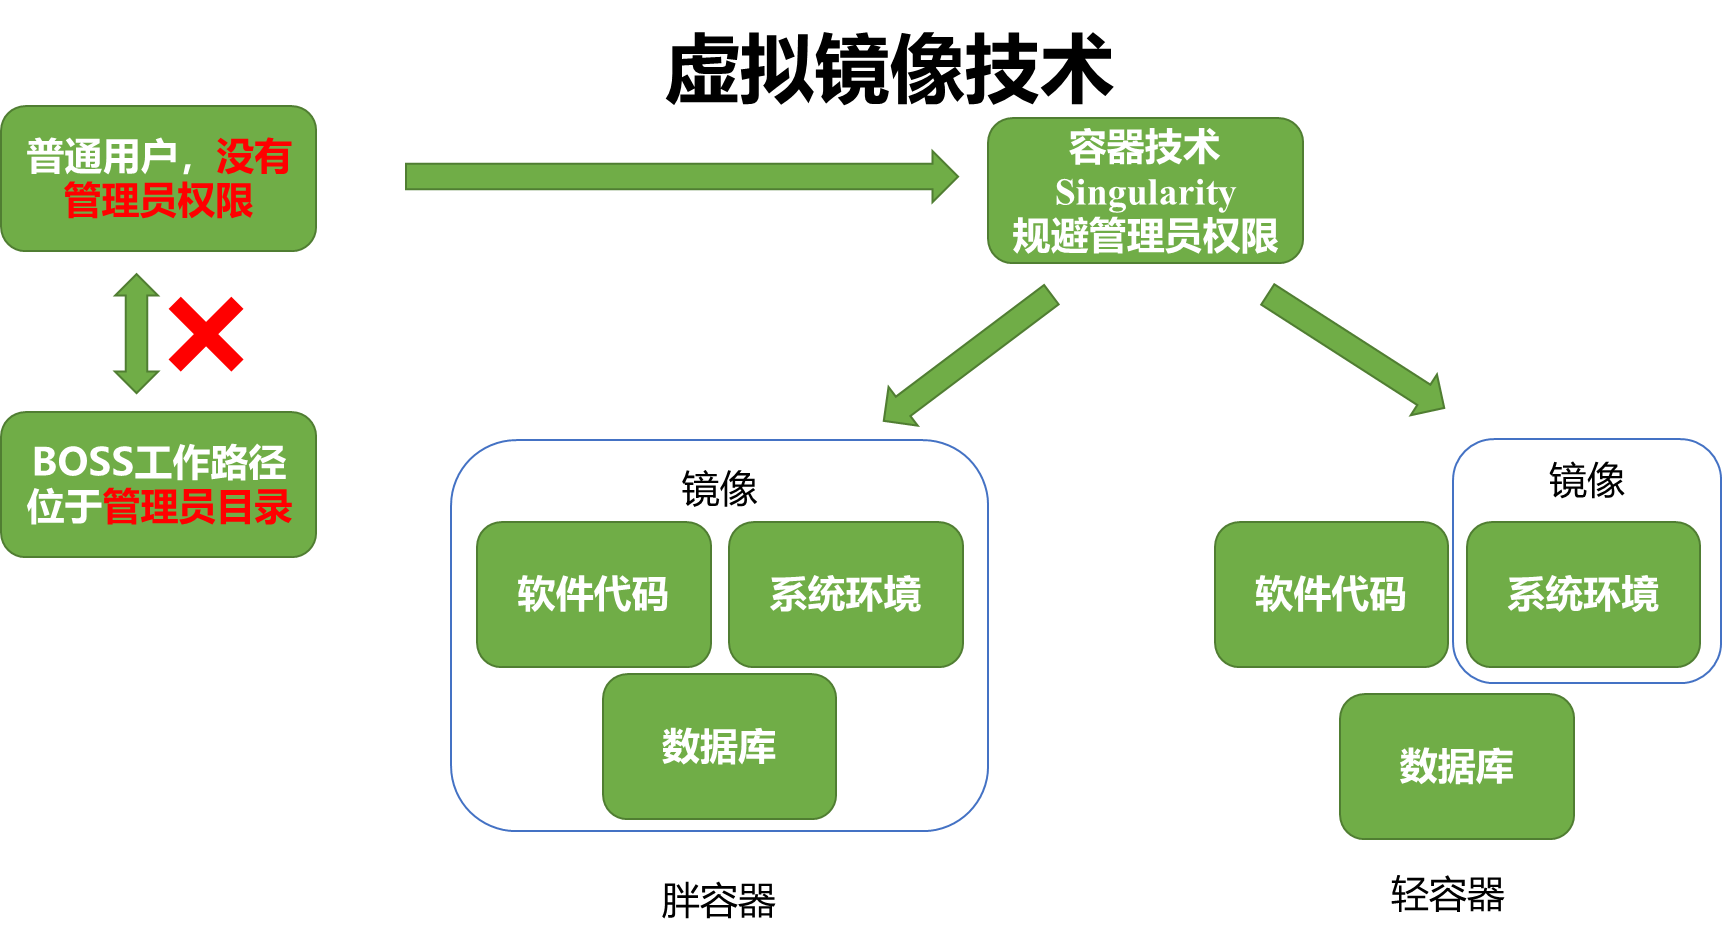 虚拟镜像技术
普通用户，没有
管理员权限
容器技术
Singularity
规避管理员权限
BOSS工作路径
位于管理员目录
镜像
软件代码
系统环境
数据库
胖容器
镜像
软件代码
系统环境
数据库
轻容器